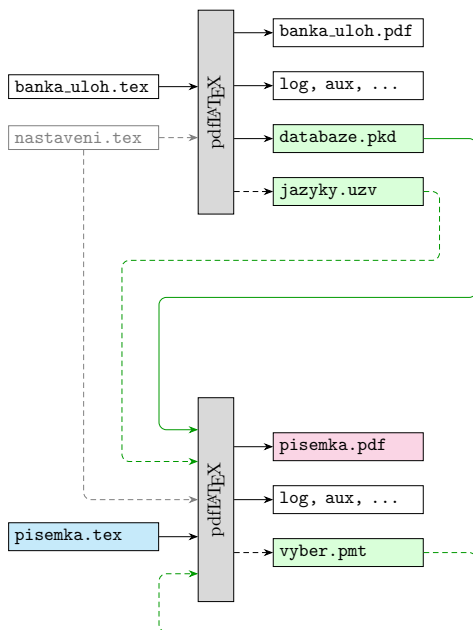 banka_uloh.pdf
banka_uloh.tex
log, aux, ...
nastaveni.tex
pdfLATEX
databaze.pkd
jazyky.uzv
pisemka.pdf
pdfLATEX
log, aux, ...
pisemka.tex
vyber.pmt